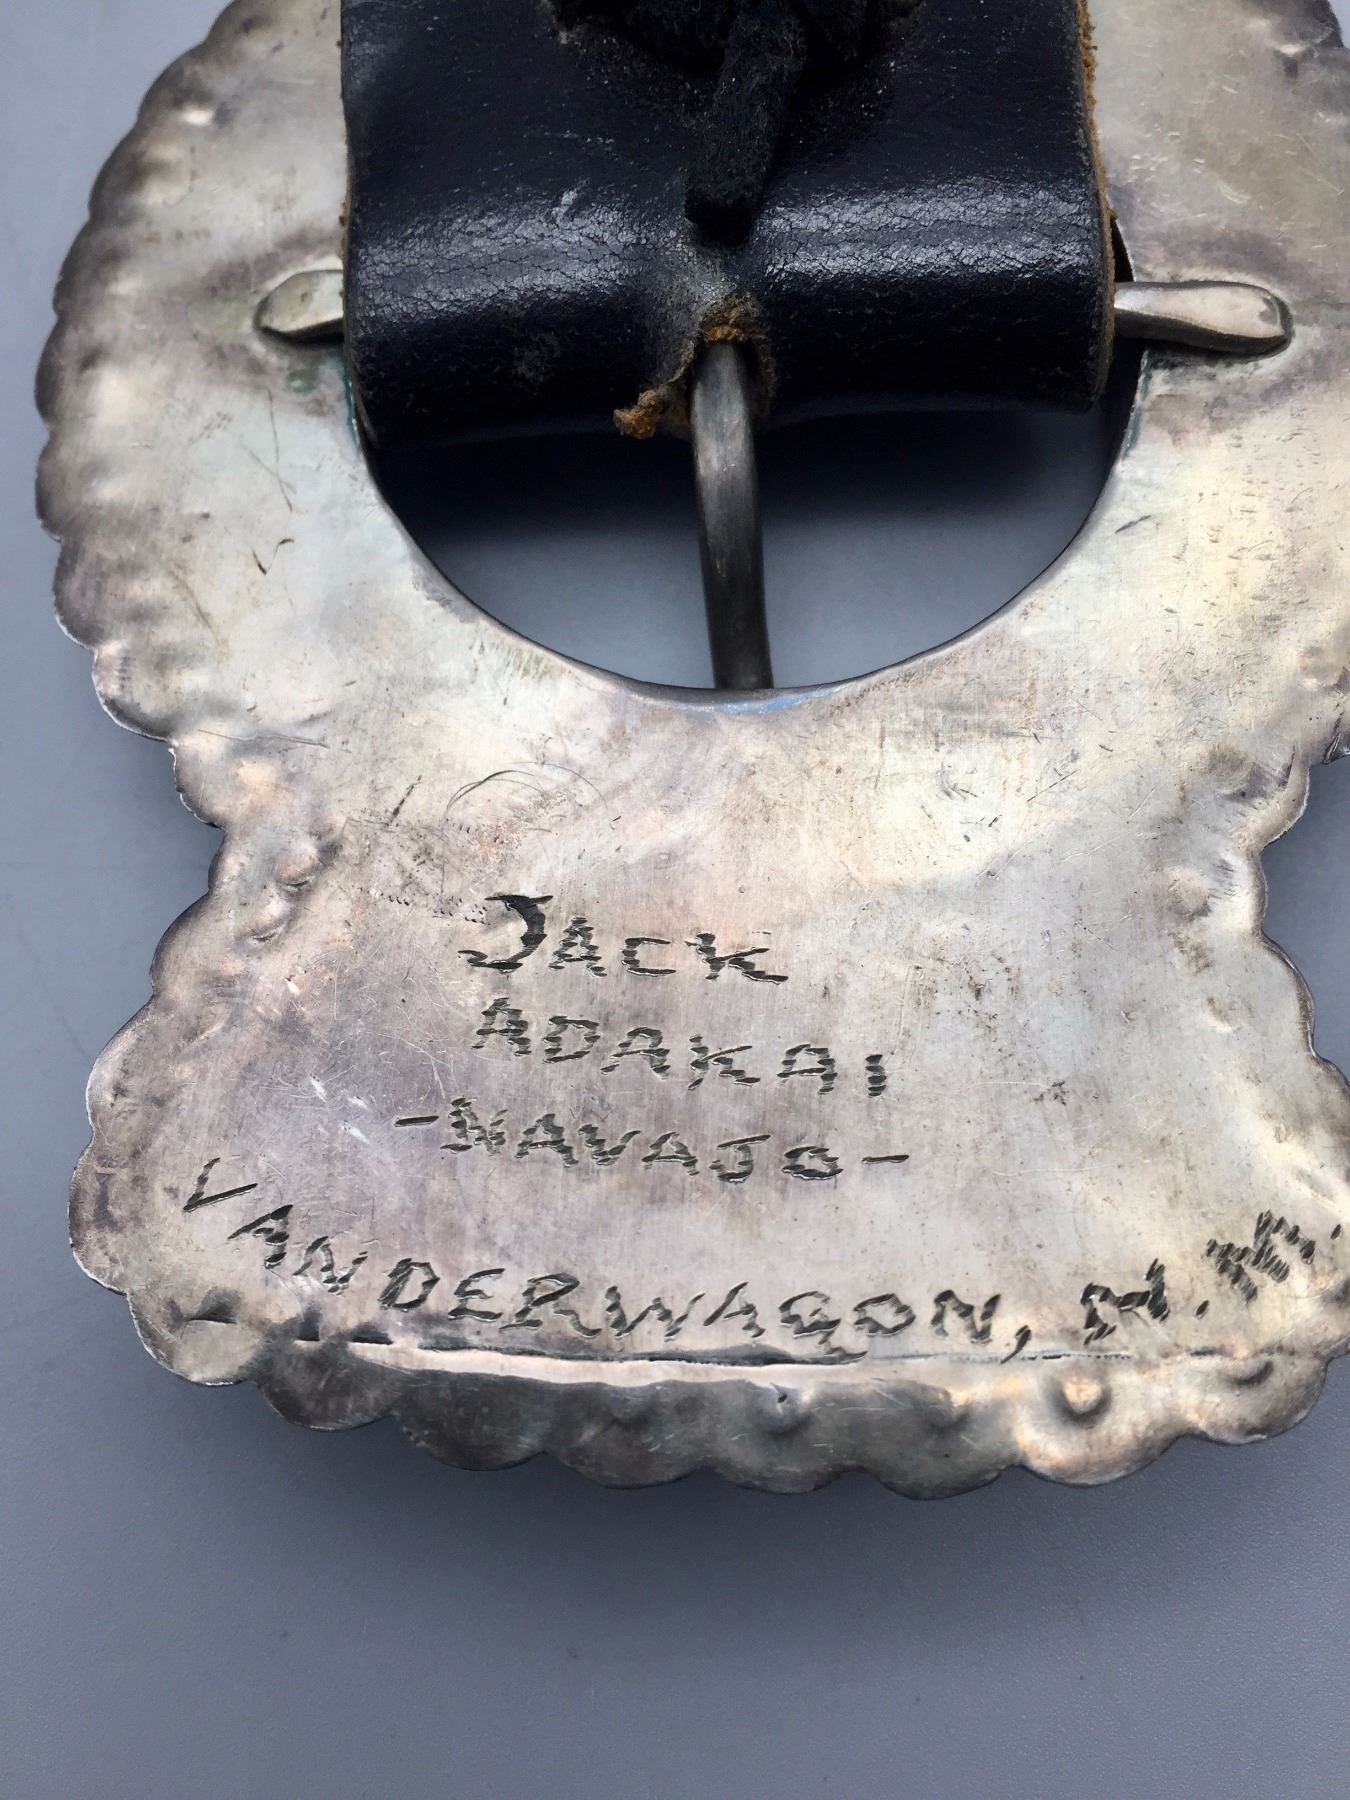 JACK
ADAKAI
-NAVAJO-
VANDERWAGON, N.M.